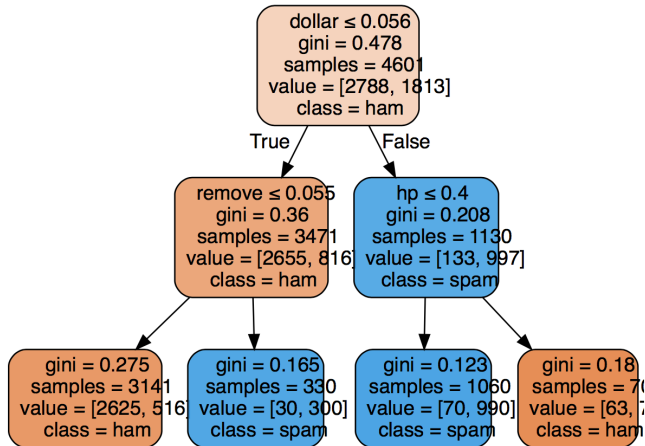 dollar ≤ 0.056
gini = 0.478
samples = 4601
value = [2788, 1813]
class = ham
True
False
remove ≤ 0.055
gini = 0.36
samples = 3471
value = [2655, 816]
class = ham
hp ≤ 0.4
gini = 0.208
samples = 1130
value = [133, 997]
class = spam
gini = 0.275
samples = 3141
value = [2625, 516]
class = ham
gini = 0.165
samples = 330
value = [30, 300]
class = spam
gini = 0.123
samples = 1060
value = [70, 990]
class = spam
gini = 0.18
samples =
value = [63,
class = ham